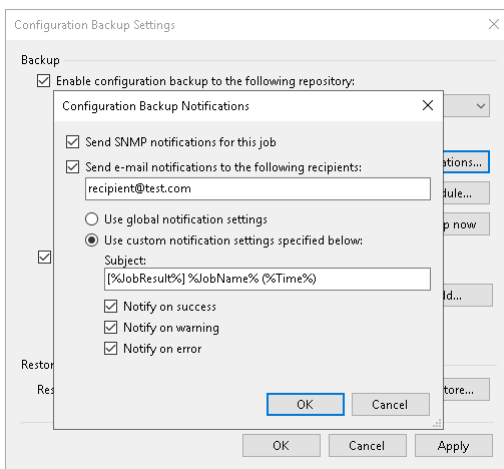 Configuration Backup Settings
Backup
Enable configuration backup to the following repository:
Configuration Backup Notifications
Send SNMP notifications for this job
Send e-mail notifications to the following recipients:
recipient@test.com
Use global notification settings
Use custom notification settings specified below:
Subject:
[%JobResult%] %JobName% (%Time%)
Notify on success
Notify on warning
Notify on error
OK Cancel
now
OK Cancel Apply